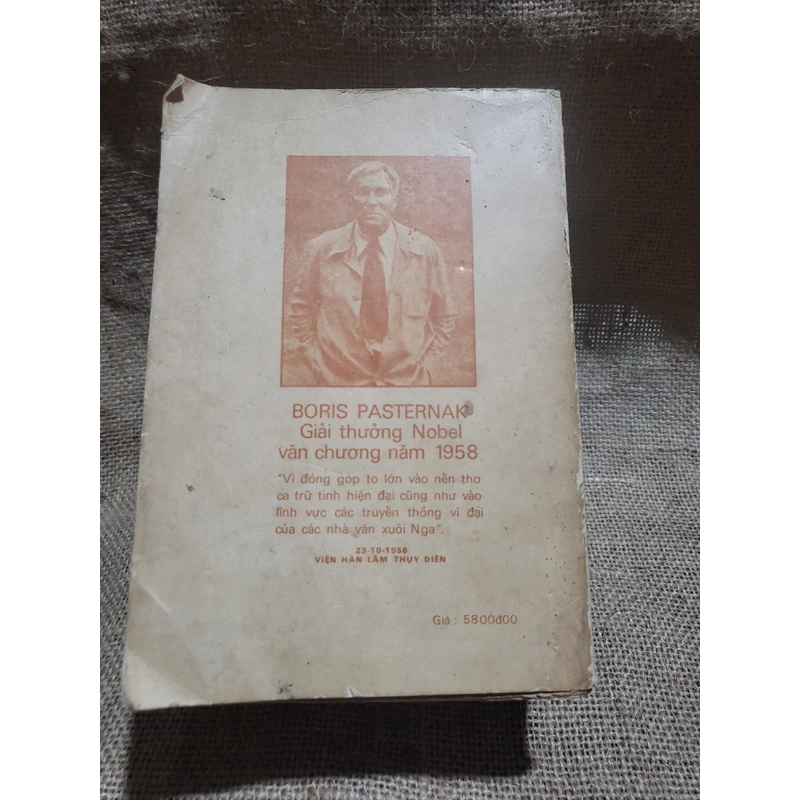 BORIS PASTERNAK
Giải thưởng Nobel
văn chương năm 1958
"Vì đóng góp to lớn vào nền thơ
ca trữ tình hiện đại cũng như vào
lĩnh vực các truyền thống vĩ đại
của các nhà văn xuôi Nga".
23-10-1958
VIỆN HÀN LÂM THỤY ĐIỂN
Giá : 5800đ00